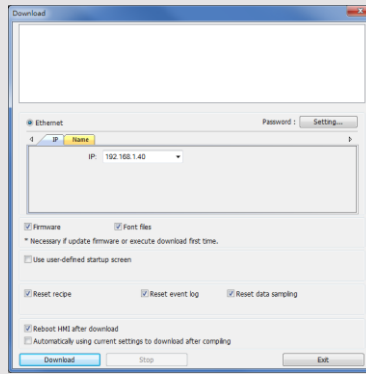 Download
Ethernet
Password : Setting...
IP Name
IP: 192.168.1.40
Firmware Font files
* Necessary if update firmware or execute download first time.
Use user-defined startup screen
Reset recipe Reset event log Reset data sampling
Reboot HMI after download
Automatically using current settings to download after compiling
Download Stop Exit